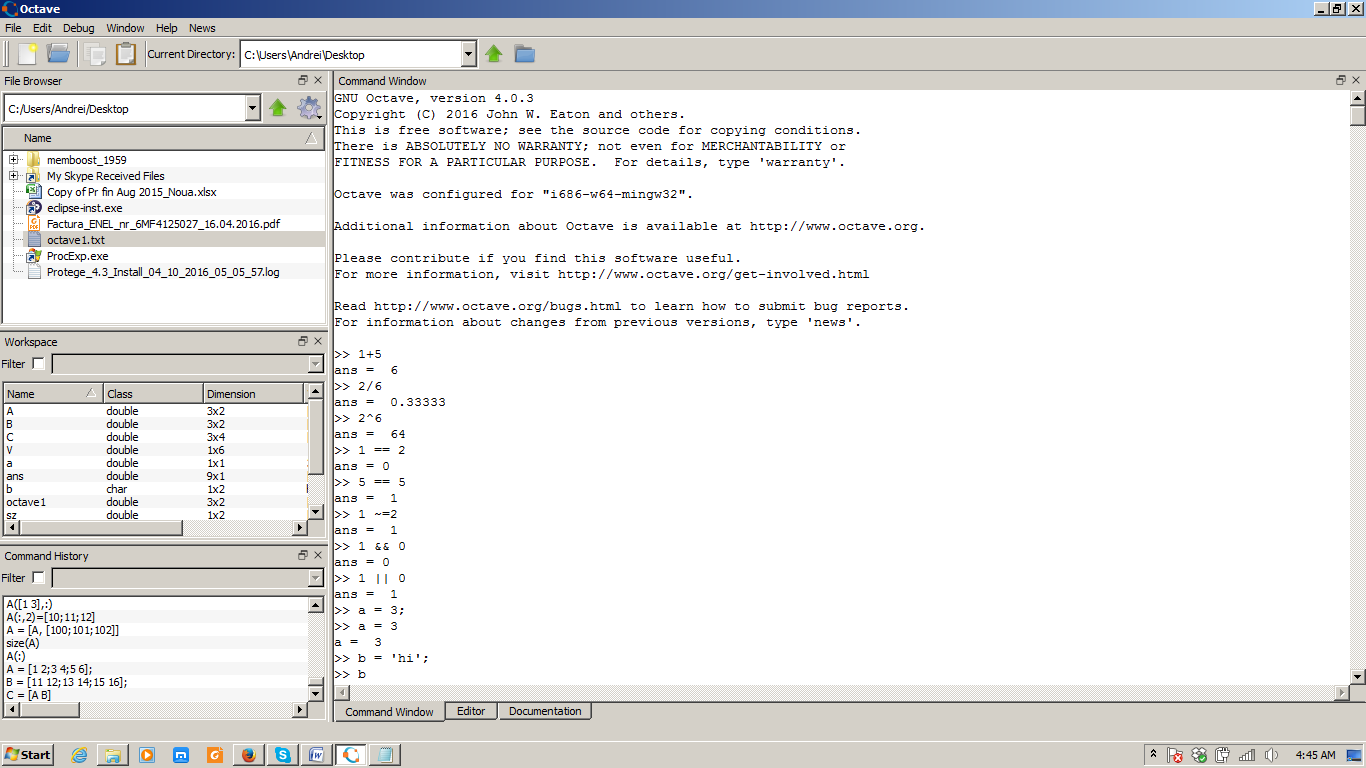 Octave
File Edit Debug Window Help News
Current Directory: C:\Users\Andrei\Desktop
File Browser
C:/Users/Andrei/Desktop
Name
memboost_1959
My Skype Received Files
Copy of Pr fin Aug 2015_Noua.xlsx
eclipse-inst.exe
Factura_ENEL_nr_6MF4125027_16.04.2016.pdf
octave1.txt
ProcExp.exe
Protege_4.3_Install_04_10_2016_05_05_57.log
Workspace
Filter
Name Class Dimension
A double 3x2
B double 3x2
C double 3x4
V double 1x6
a double 1x1
ans double 9x1
b char 1x2
octave1 double 3x2
sz double 1x2
Command History
Filter
A([1 3],:)
A(:,2)=[10;11;12]
A = [A, [100;101;102]]
size(A)
A(:)
A = [1 2;3 4;5 6];
B = [11 12;13 14;15 16];
C = [A B]
Command Window
GNU Octave, version 4.0.3
Copyright (C) 2016 John W. Eaton and others.
This is free software; see the source code for copying conditions.
There is ABSOLUTELY NO WARRANTY; not even for MERCHANTABILITY or
FITNESS FOR A PARTICULAR PURPOSE.  For details, type 'warranty'.
Octave was configured for "i686-w64-mingw32".
Additional information about Octave is available at http://www.octave.org.
Please contribute if you find this software useful.
For more information, visit http://www.octave.org/get-involved.html
Read http://www.octave.org/bugs.html to learn how to submit bug reports.
For information about changes from previous versions, type 'news'.
>> 1+5
ans =  6
>> 2/6
ans =  0.33333
>> 2^6
ans =  64
>> 1 == 2
ans = 0
>> 5 == 5
ans =  1
>> 1 ~=2
ans =  1
>> 1 && 0
ans = 0
>> 1 || 0
ans =  1
>> a = 3;
>> a = 3
a =  3
>> b = 'hi';
>> b
Command Window Editor Documentation
Start
4:45 AM